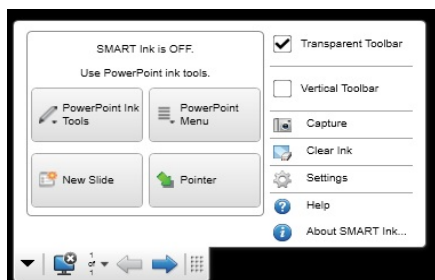 SMART Ink is OFF.
Use PowerPoint ink tools.
PowerPoint Ink
Tools
PowerPoint
Menu
New Slide
Pointer
Transparent Toolbar
Vertical Toolbar
Capture
Clear Ink
Settings
Help
About SMART Ink...
1
of
1